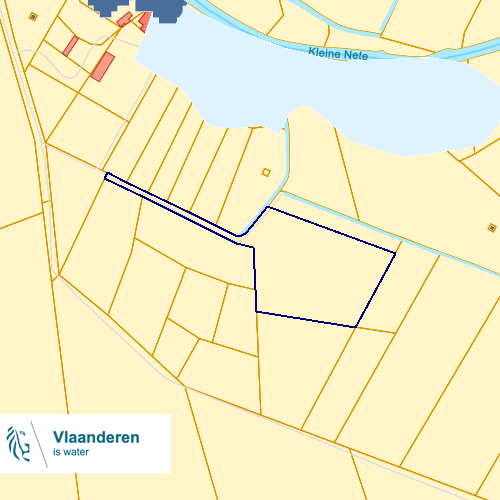 Kleine Nete
Vlaanderen
is water